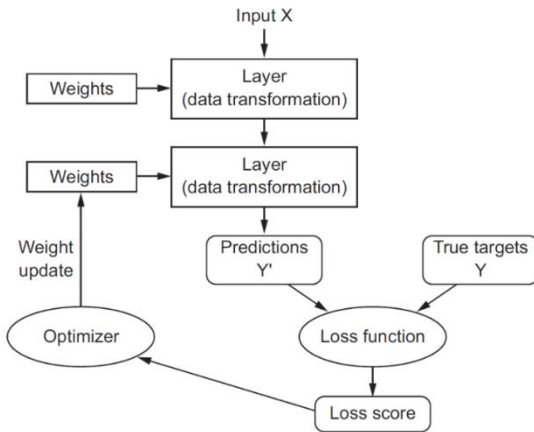 Input X
Layer
(data transformation)
Weights
Layer
(data transformation)
Weights
Predictions
Y'
True targets
Y
Weight
update
Optimizer
Loss function
Loss score